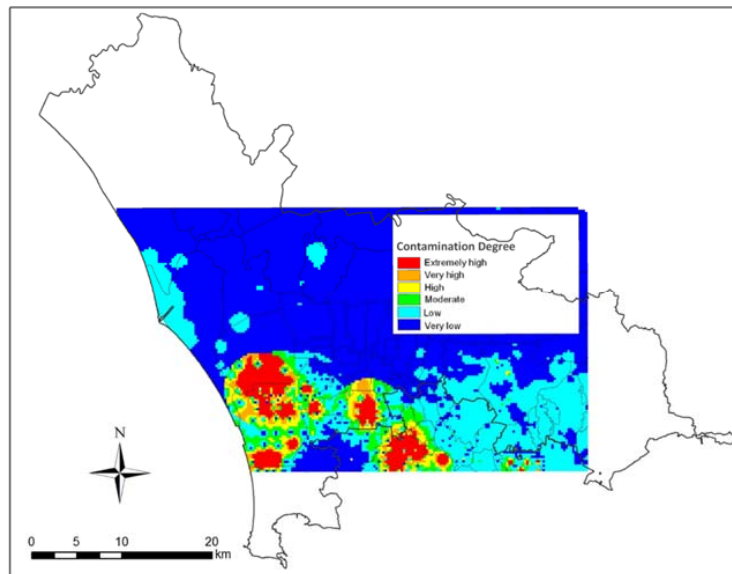 Contamination Degree
Extremely high
Very high
High
Moderate
Low
Very low
N
0 5 10 20
km